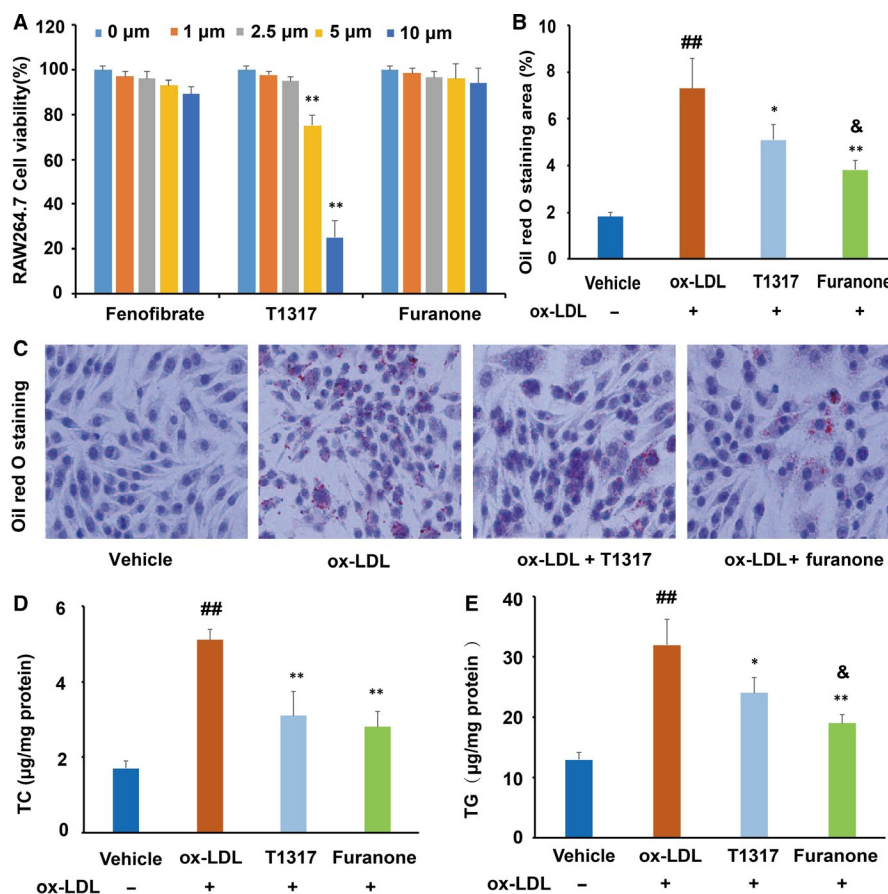 A
0 μm 1 μm 2.5 μm 5 μm 10 μm
RAW264.7 Cell viability(%)
120
100
80
60
40
20
0
**
**
Fenofibrate T1317 Furanone
B
Oil red O staining area (%)
10
8
6
4
2
0
##
*
&
**
Vehicle ox-LDL T1317 Furanone
ox-LDL – + + +
C
Oil red O staining
Vehicle ox-LDL ox-LDL + T1317 ox-LDL + furanone
D
TC (μg/mg protein)
6
4
2
0
##
**
**
Vehicle ox-LDL T1317 Furanone
ox-LDL – + + +
E
TG (μg/mg protein )
40
30
20
10
0
##
*
&
**
Vehicle ox-LDL T1317 Furanone
ox-LDL – + + +